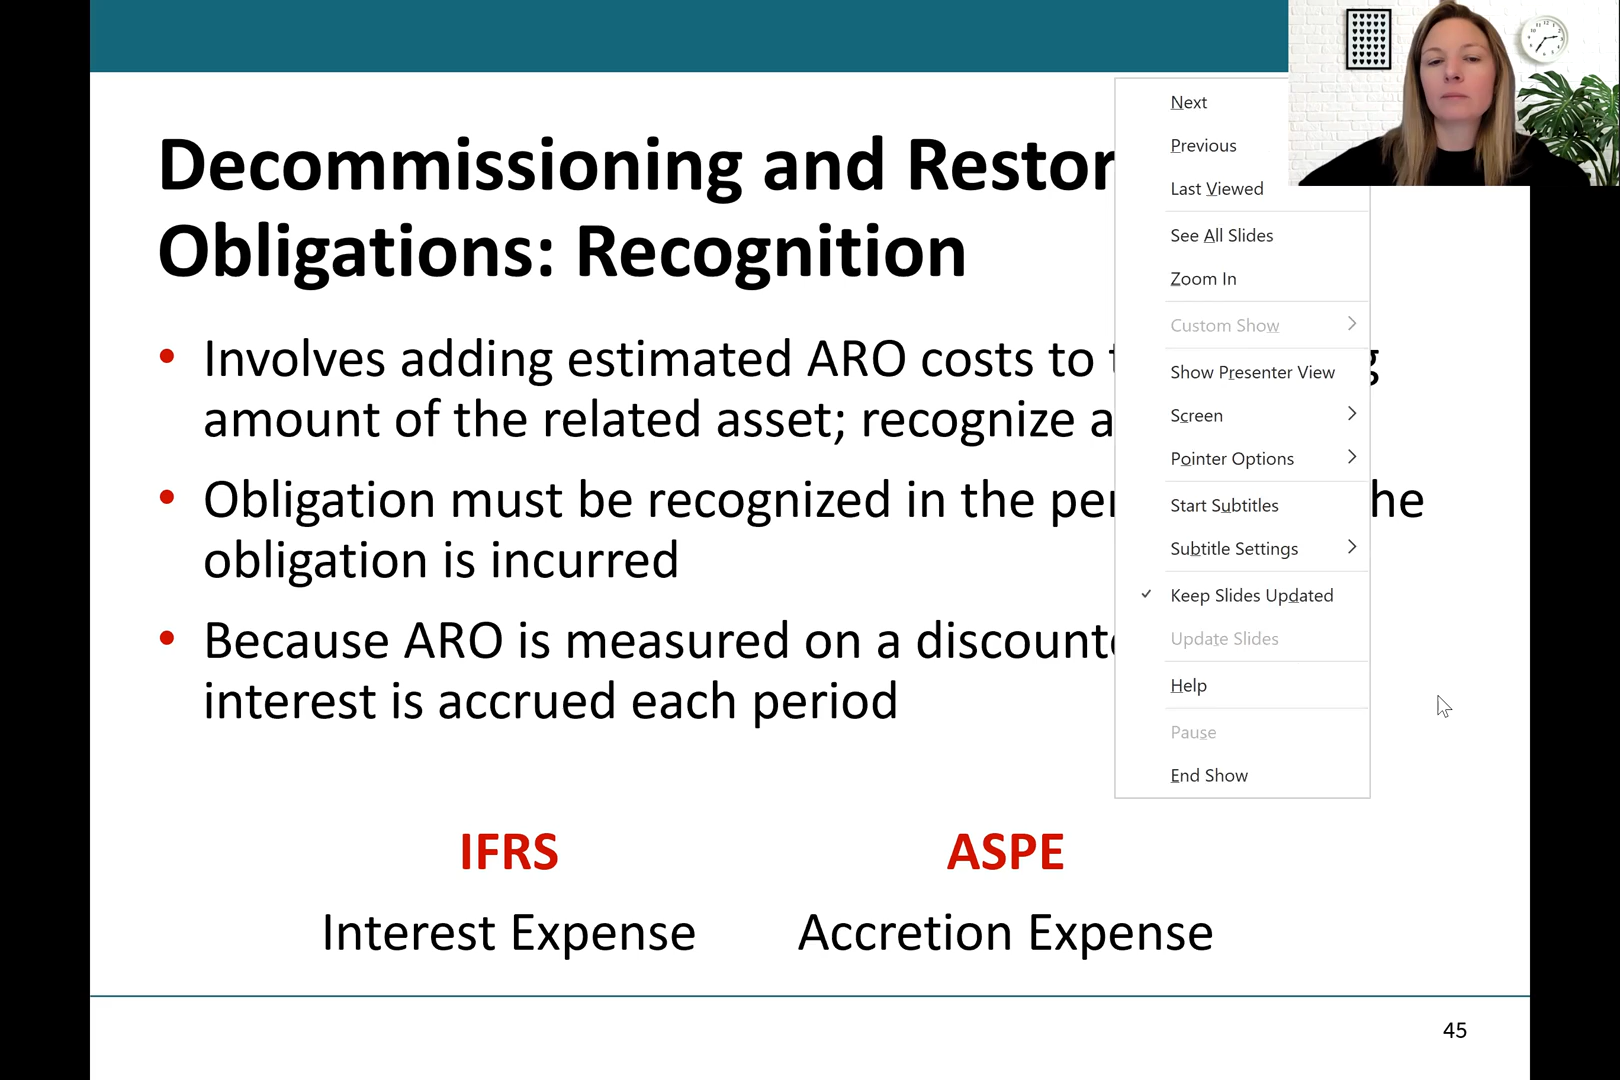 Decommissioning and Restor
Obligations: Recognition
• Involves adding estimated ARO costs to
amount of the related asset; recognize a
• Obligation must be recognized in the per he
obligation is incurred
• Because ARO is measured on a discounte
interest is accrued each period
IFRS ASPE
Interest Expense Accretion Expense
45
Next
Previous
Last Viewed
See All Slides
Zoom In
Custom Show
Show Presenter View
Screen
Pointer Options
Start Subtitles
Subtitle Settings
Keep Slides Updated
Update Slides
Help
Pause
End Show